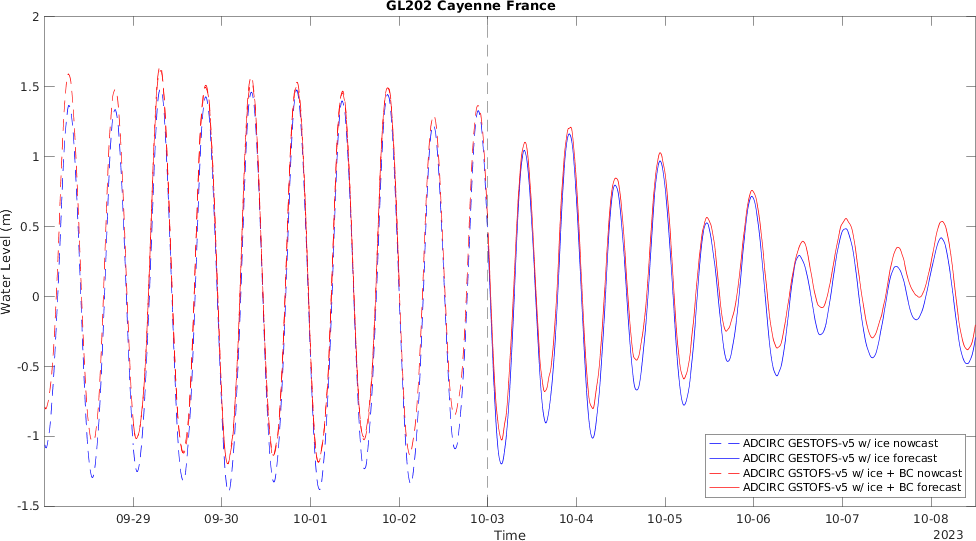 GL202 Cayenne France
2
1.5
1
0.5
0
-0.5
-1
-1.5
Water Level (m)
09-29 09-30 10-01 10-02 10-03 10-04 10-05 10-06 10-07 10-08
Time
2023
ADCIRC GESTOFS-v5 w/ ice nowcast
ADCIRC GESTOFS-v5 w/ ice forecast
ADCIRC GSTOFS-v5 w/ ice + BC nowcast
ADCIRC GSTOFS-v5 w/ ice + BC forecast